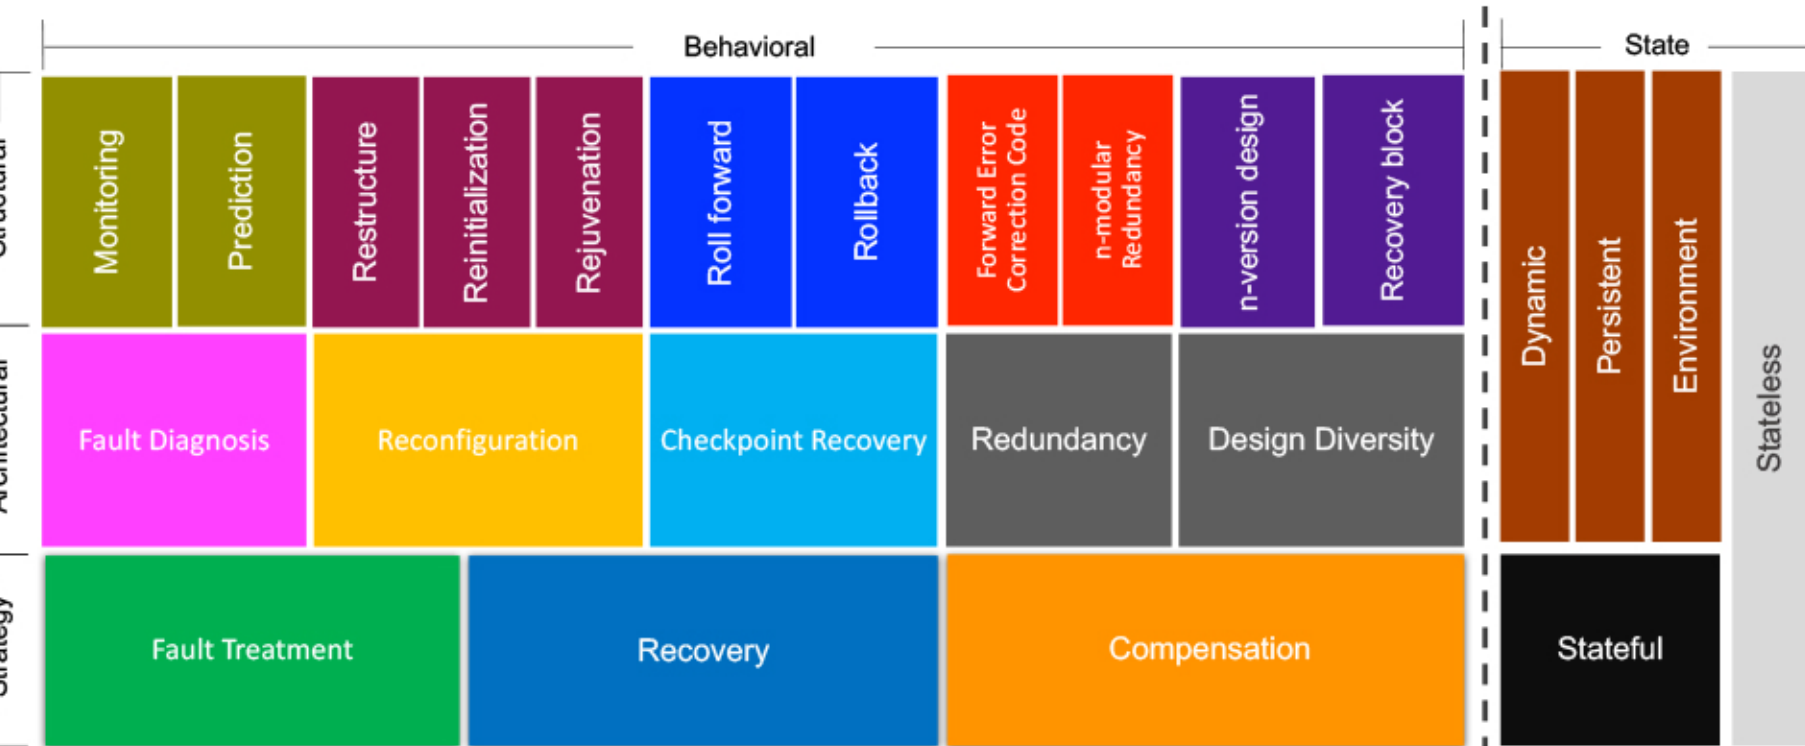 Behavioral
State
Monitoring
Prediction
Restructure
Reinitialization
Rejuvenation
Roll forward
Rollback
Forward Error
Correction Code
n-modular
Redundancy
n-version design
Recovery block
Dynamic
Persistent
Environment
Stateless
Fault Diagnosis
Reconfiguration
Checkpoint Recovery
Redundancy
Design Diversity
Fault Treatment
Recovery
Compensation
Stateful